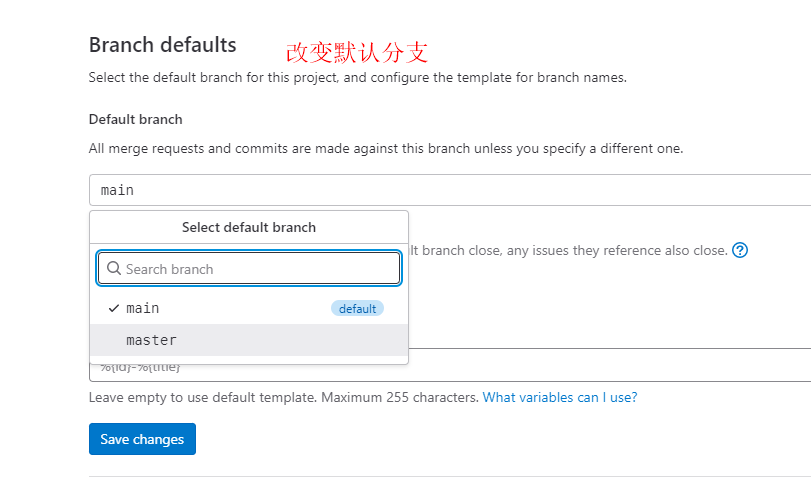 Branch defaults
改变默认分支
Select the default branch for this project, and configure the template for branch names.
Default branch
All merge requests and commits are made against this branch unless you specify a different one.
main
Select default branch
Search branch
lt branch close, any issues they reference also close.
main
default
master
%{id}-%{title}
Leave empty to use default template. Maximum 255 characters. What variables can I use?
Save changes